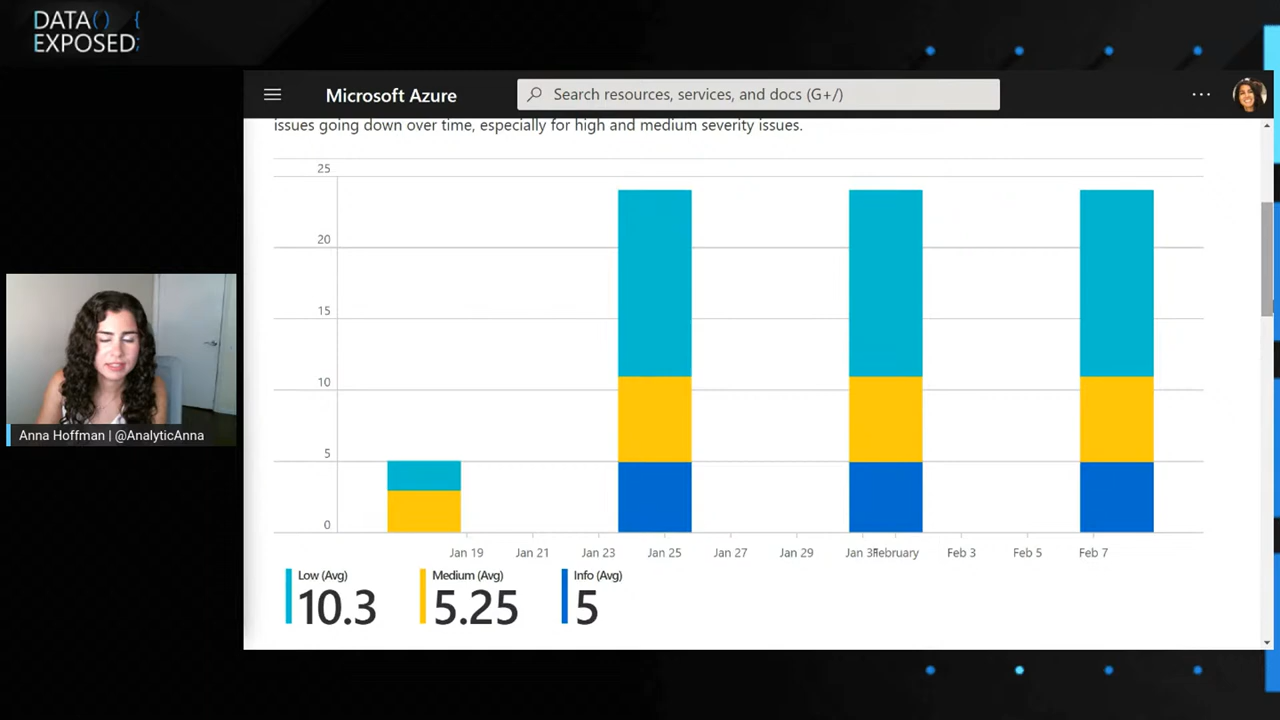 DATA() {
EXPOSED;
Microsoft Azure
Search resources, services, and docs (G+/)
...
issues going down over time, especially for high and medium severity issues.
25
20
15
10
5
0
Jan 19
Jan 21
Jan 23
Jan 25
Jan 27
Jan 29
Jan 31
February
Feb 3
Feb 5
Feb 7
Low (Avg)
10.3
Medium (Avg)
5.25
Info (Avg)
5
Anna Hoffman | @AnalyticAnna